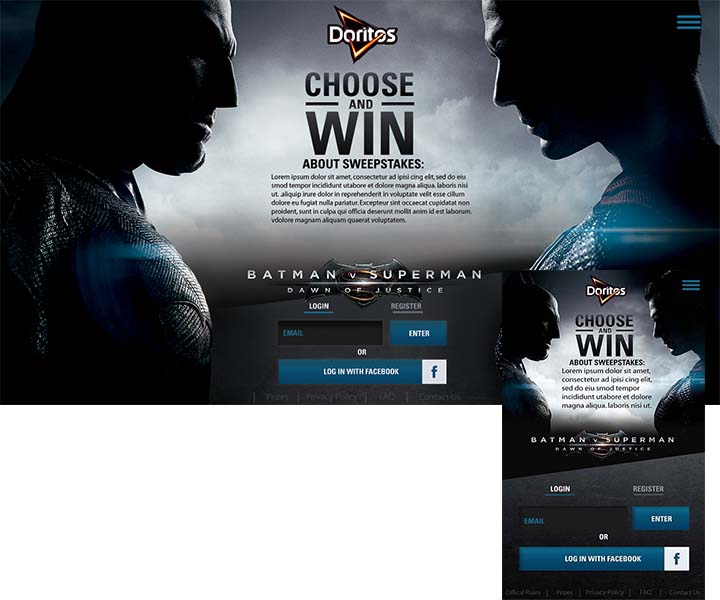 Doritos
CHOOSE
AND
WIN
ABOUT SWEEPSTAKES:
Lorem ipsum dolor sit amet, consectetur ad ipisi cing elit, sed do eiu
smod tempor incididunt utabore et dolore magna aliqua. laboris nisi
ut. .aliquip irure dolor in reprehenderit in voluptate velit esse cillum
dolore eu fugiat nulla pariatur. Excepteur sint occaecat cupidatat non
proident, sunt in culpa qui officia deserunt mollit anim id est laborum.
vdolore magnam aliquam quaerat voluptatem.
BATMAN V SUPERMAN
DAWN OF JUSTICE
LOGIN
REGISTER
EMAIL
ENTER
OR
LOG IN WITH FACEBOOK
f
| Prizes | Privacy Policy | FAQ | Contact Us
Doritos
CHOOSE
AND
WIN
ABOUT SWEEPSTAKES:
Lorem ipsum dolor sit amet,
consectetur ad ipisi cing elit,
sed do eiu smod tempor
incididunt utabore et dolore
magna aliqua. laboris nisi ut.
BATMAN V SUPERMAN
DAWN OF JUSTICE
LOGIN
REGISTER
EMAIL
ENTER
OR
LOG IN WITH FACEBOOK
f
Offical Rules | Prizes | Privacy Policy | FAQ | Contact Us